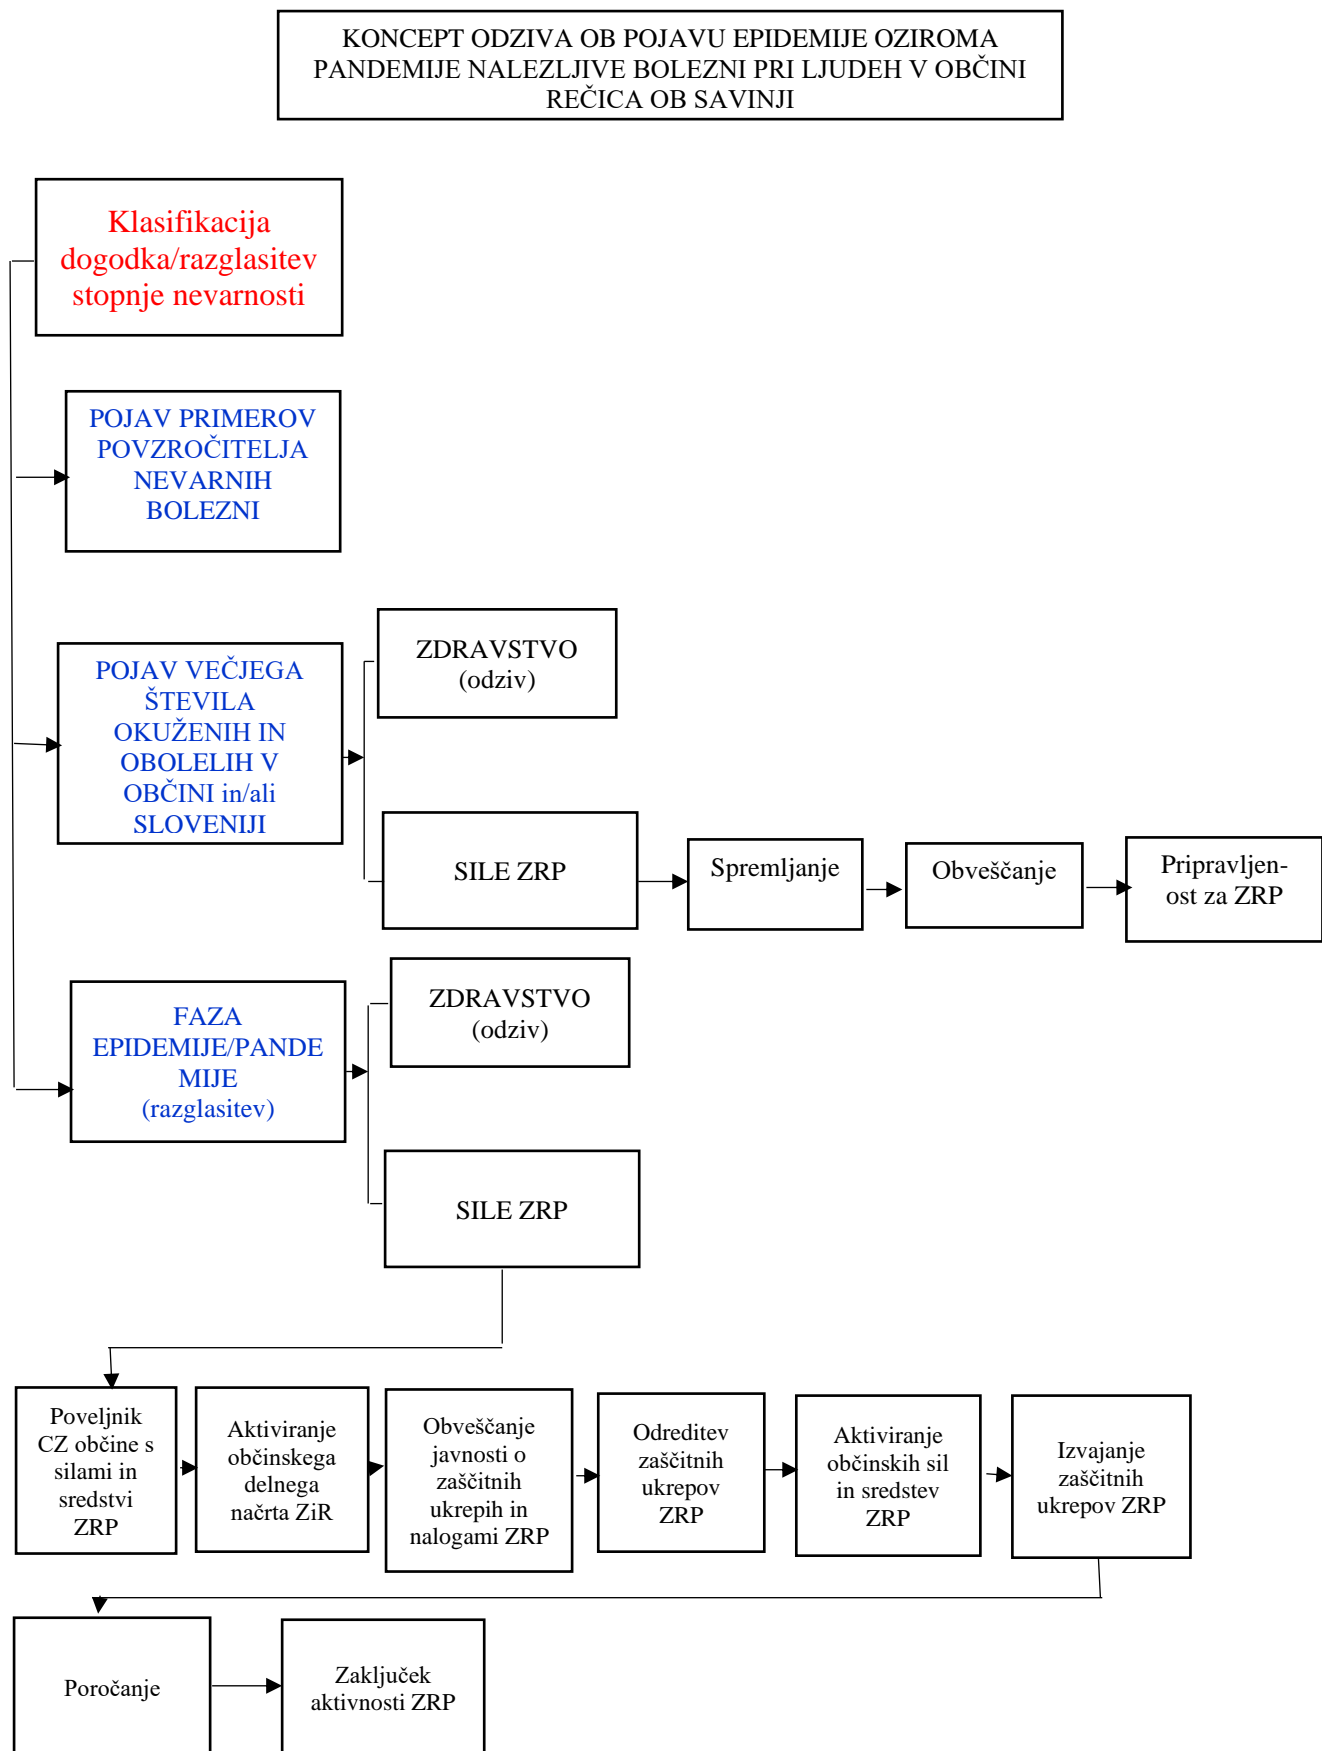 KONCEPT ODZIVA OB POJAVU EPIDEMIJE OZIROMA
PANDEMIJE NALEZLJIVE BOLEZNI PRI LJUDEH V OBČINI
REČICA OB SAVINJI
Klasifikacija
dogodka/razglasitev
stopnje nevarnosti
POJAV PRIMEROV
POVZROČITELJA
NEVARNIH
BOLEZNI
POJAV VEČJEGA
ŠTEVILA
OKUŽENIH IN
OBOLELIH V
OBČINI in/ali
SLOVENIJI
ZDRAVSTVO
(odziv)
SILE ZRP
Spremljanje
Obveščanje
Pripravljen-
ost za ZRP
FAZA
EPIDEMIJE/PANDE
MIJE
(razglasitev)
ZDRAVSTVO
(odziv)
SILE ZRP
Poveljnik
CZ občine s
silami in
sredstvi
ZRP
Aktiviranje
občinskega
delnega
načrta ZiR
Obveščanje
javnosti o
zaščitnih
ukrepih in
nalogami ZRP
Odreditev
zaščitnih
ukrepov
ZRP
Aktiviranje
občinskih sil
in sredstev
ZRP
Izvajanje
zaščitnih
ukrepov ZRP
Poročanje
Zaključek
aktivnosti ZRP